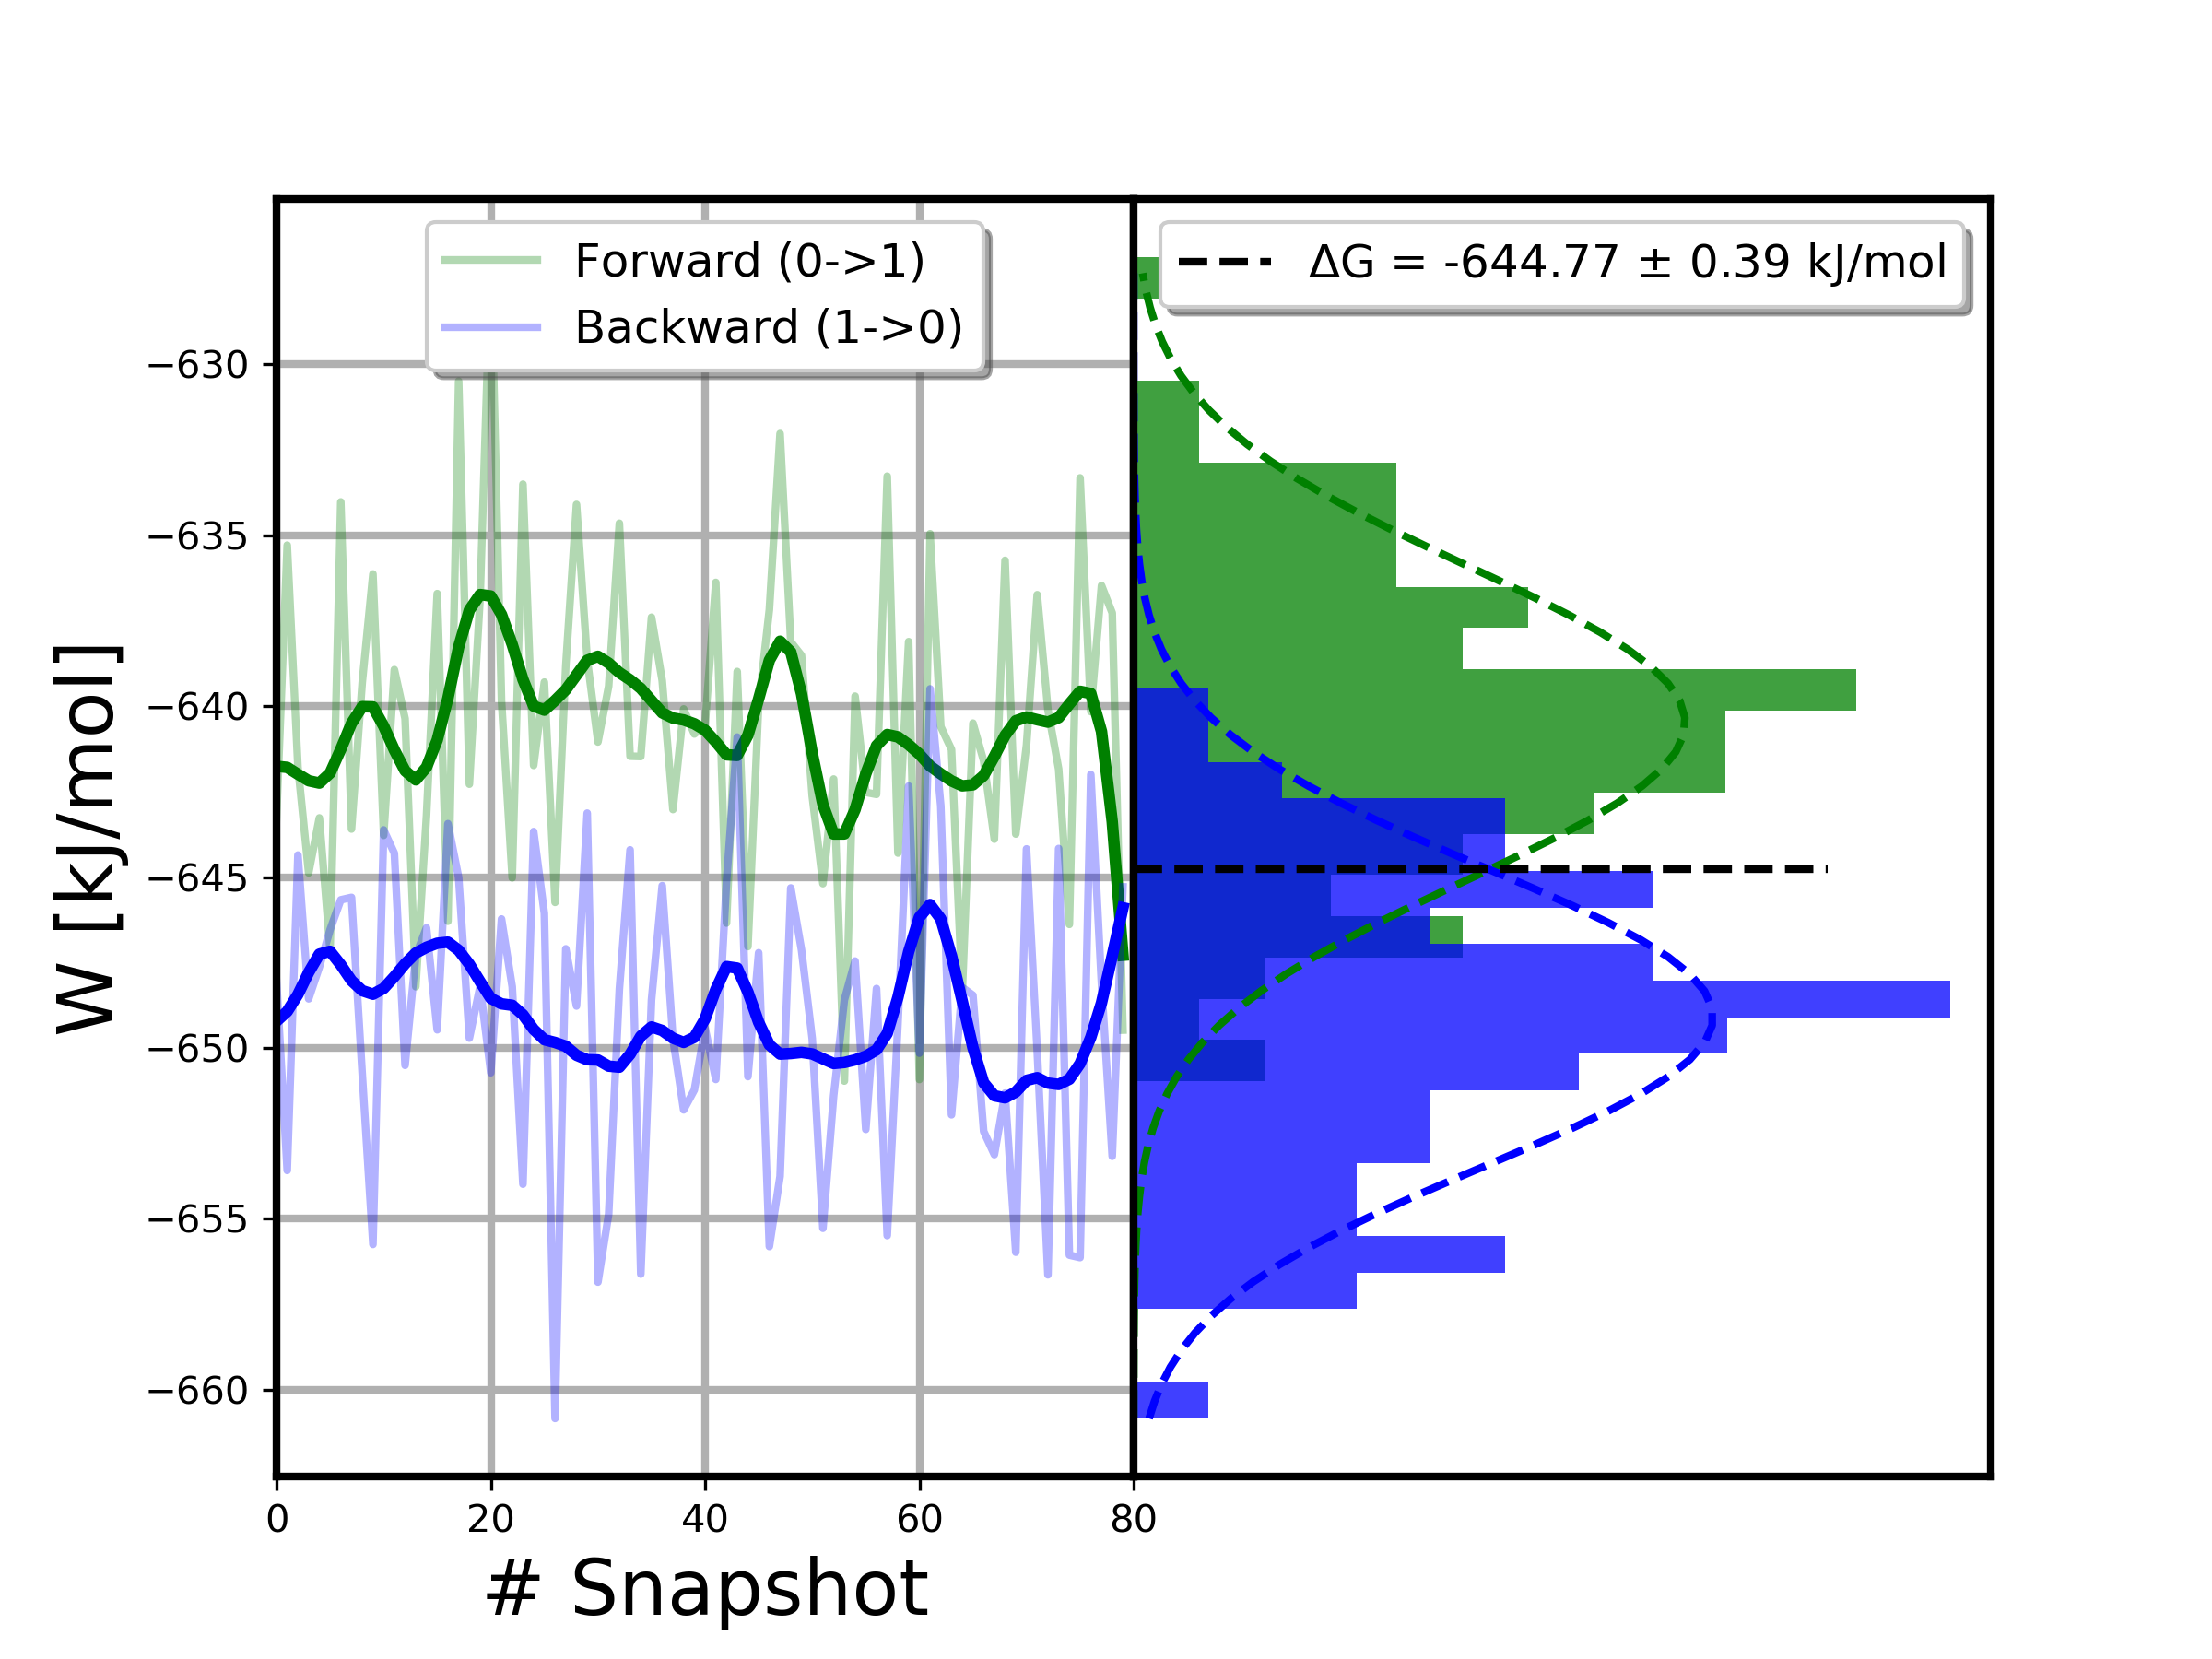 Forward (0->1)
Backward (1->0)
ΔG = -644.77 ± 0.39 kJ/mol
W [kJ/mol]
−630
−635
−640
−645
−650
−655
−660
0 20 40 60 80
# Snapshot